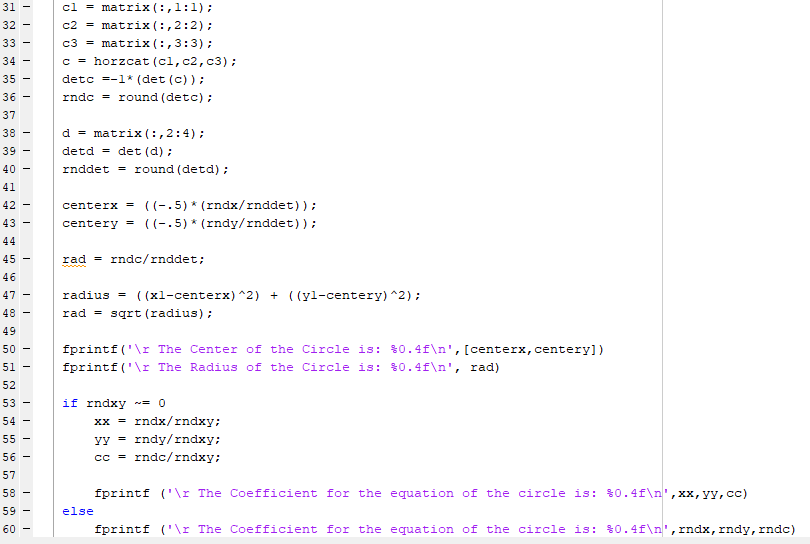 31 - c1 = matrix(:,1:1);
32 - c2 = matrix(:,2:2);
33 - c3 = matrix(:,3:3);
34 - c = horzcat(c1,c2,c3);
35 - detc =-1*(det(c));
36 - rndc = round(detc);
37
38 - d = matrix(:,2:4);
39 - detd = det(d);
40 - rnddet = round(detd);
41
42 - centerx = ((-.5)*(rndx/rnddet));
43 - centery = ((-.5)*(rndy/rnddet));
44
45 - rad = rndc/rnddet;
46
47 - radius = ((x1-centerx)^2) + ((y1-centery)^2);
48 - rad = sqrt(radius);
49
50 - fprintf('\r The Center of the Circle is: %0.4f\n',[centerx,centery])
51 - fprintf('\r The Radius of the Circle is: %0.4f\n', rad)
52
53 - if rndxy ~= 0
54 - xx = rndx/rndxy;
55 - yy = rndy/rndxy;
56 - cc = rndc/rndxy;
57
58 - fprintf ('\r The Coefficient for the equation of the circle is: %0.4f\n',xx,yy,cc)
59 - else
60 - fprintf ('\r The Coefficient for the equation of the circle is: %0.4f\n',rndx,rndy,rndc)